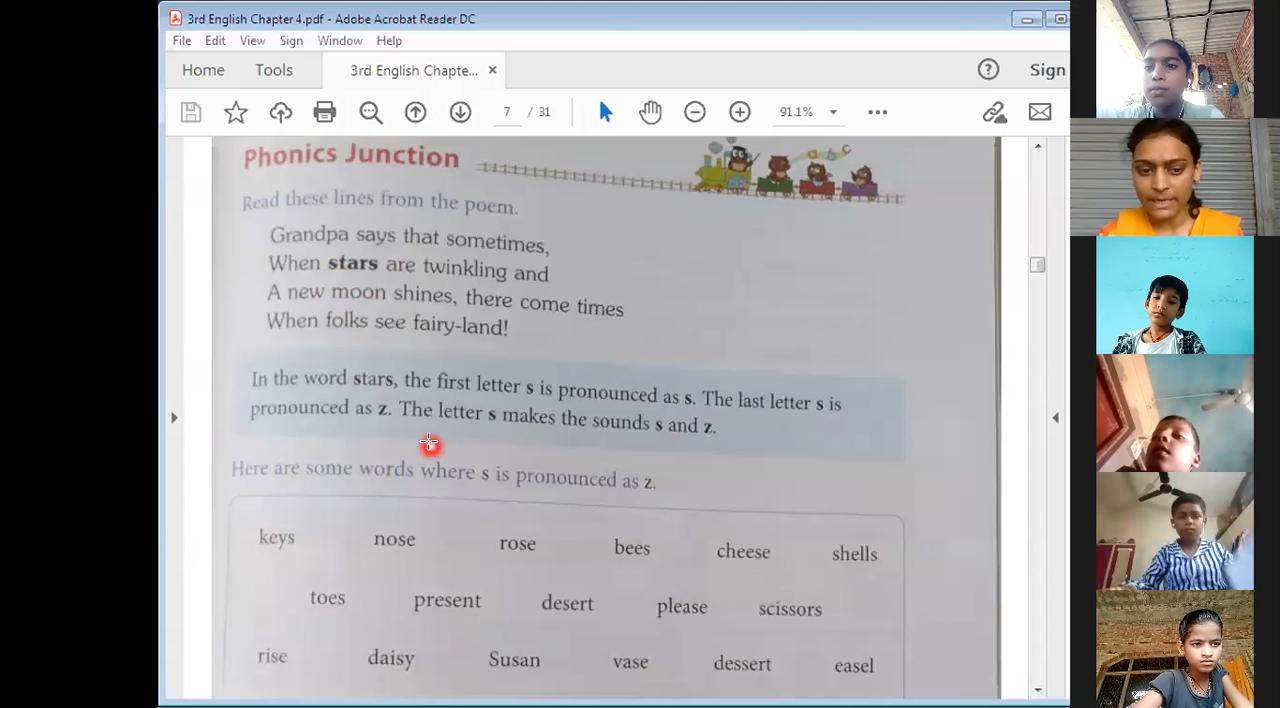 3rd English Chapter 4.pdf - Adobe Acrobat Reader DC
File Edit View Sign Window Help
Home Tools 3rd English Chapte... × Sign
7 / 31 91.1%
Phonics Junction
a b c
Read these lines from the poem.
Grandpa says that sometimes,
When stars are twinkling and
A new moon shines, there come times
When folks see fairy-land!
In the word stars, the first letter s is pronounced as s. The last letter s is
pronounced as z. The letter s makes the sounds s and z.
Here are some words where s is pronounced as z.
keys nose rose bees cheese shells
toes present desert please scissors
rise daisy Susan vase dessert easel